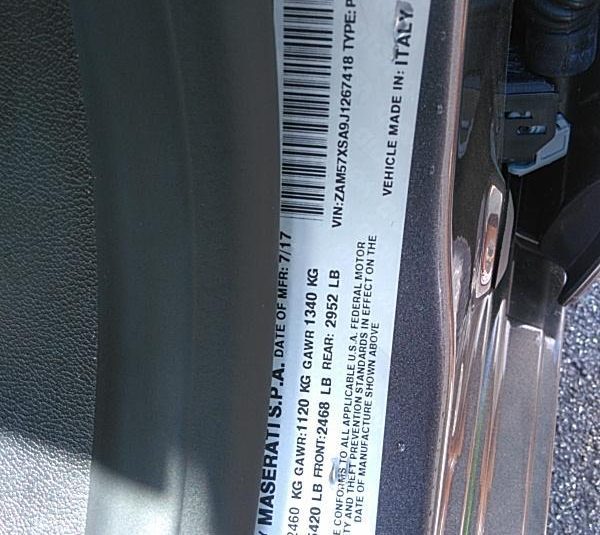 Y MASERATI S.P.A. DATE OF MFR: 7/17
2460 KG GAWR:1120 KG GAWR 1340 KG
5420 LB FRONT:2468 LB REAR: 2952 LB
E CONFORMS TO ALL APPLICABLE U.S.A. FEDERAL MOTOR
TY AND THEFT PREVENTION STANDARDS IN EFFECT ON THE
DATE OF MANUFACTURE SHOWN ABOVE
VIN:ZAM57XSA9J1267418 TYPE: P
VEHICLE MADE IN: ITALY